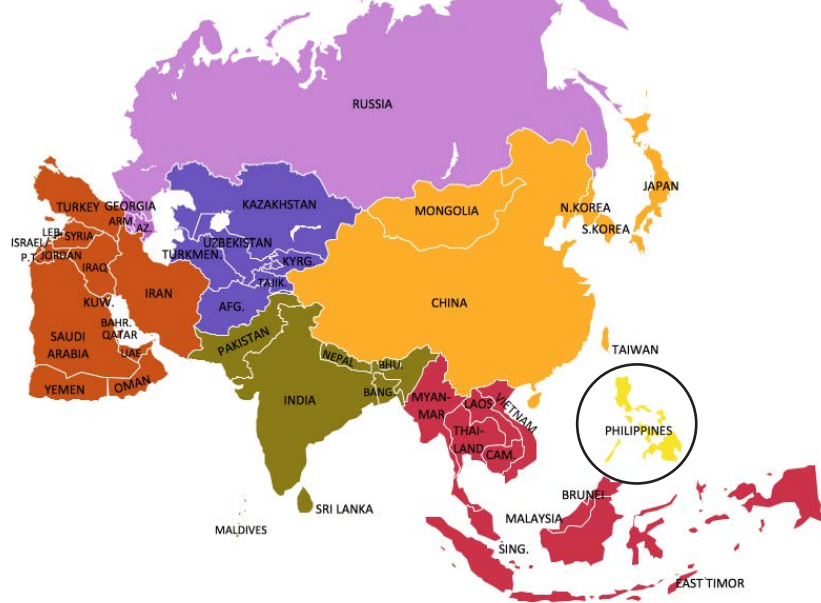 RUSSIA
TURKEY
GEORGIA
ARM.
AZ.
KAZAKHSTAN
MONGOLIA
JAPAN
N.KOREA
S.KOREA
LEB.
SYRIA
ISRAEL/
P.T.
JORDAN
IRAQ
UZBEKISTAN
TURKMEN.
KYRG.
TAJIK.
IRAN
AFG.
CHINA
KUW.
BAHR.
QATAR
SAUDI
ARABIA
UAE
YEMEN
OMAN
PAKISTAN
NEPAL
BHU.
BANG.
INDIA
TAIWAN
MYAN-
MAR
LAOS
VIETNAM
THAI-
LAND
CAM.
PHILIPPINES
SRI LANKA
MALDIVES
BRUNEI
MALAYSIA
SING.
EAST TIMOR